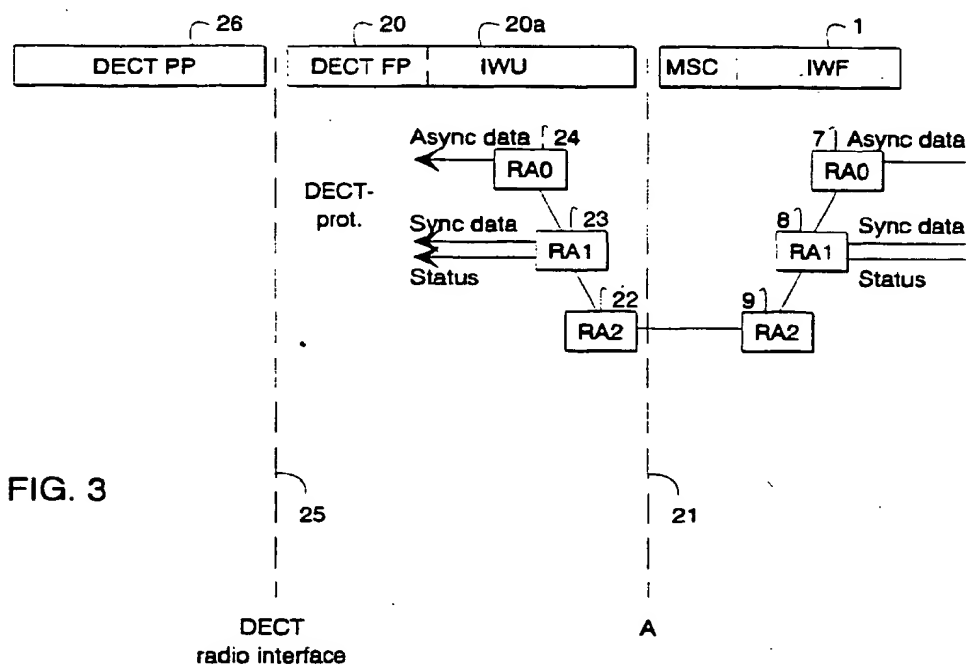 26 20 20a 1
DECT PP DECT FP IWU MSC IWF
Async data 24 7 Async data
RA0 RA0
DECT-
prot.
Sync data 23 8 Sync data
RA1 RA1
Status Status
22 9
RA2 RA2
FIG. 3
25 21
DECT A
radio interface